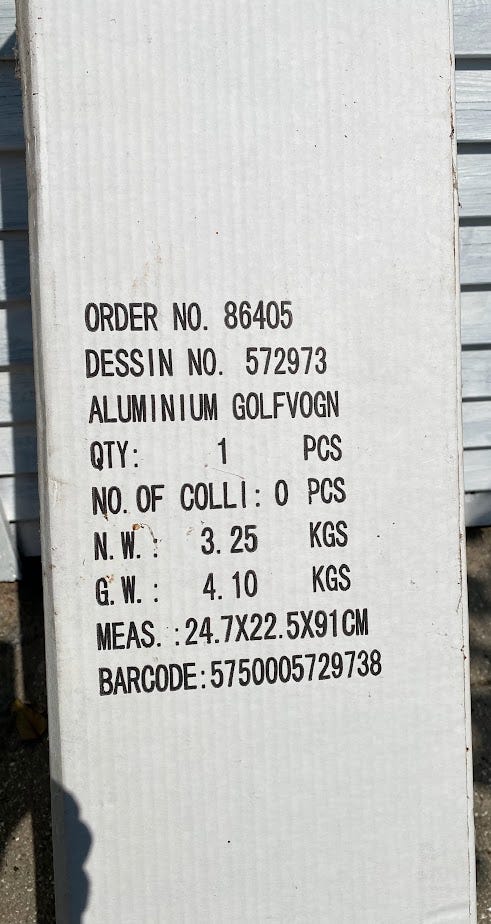 ORDER NO. 86405
DESSIN NO. 572973
ALUMINIUM GOLFVOGN
QTY: 1 PCS
NO. OF COLLI: 0 PCS
N.W.: 3.25 KGS
G.W.: 4.10 KGS
MEAS.:24.7X22.5X91CM
BARCODE:5750005729738